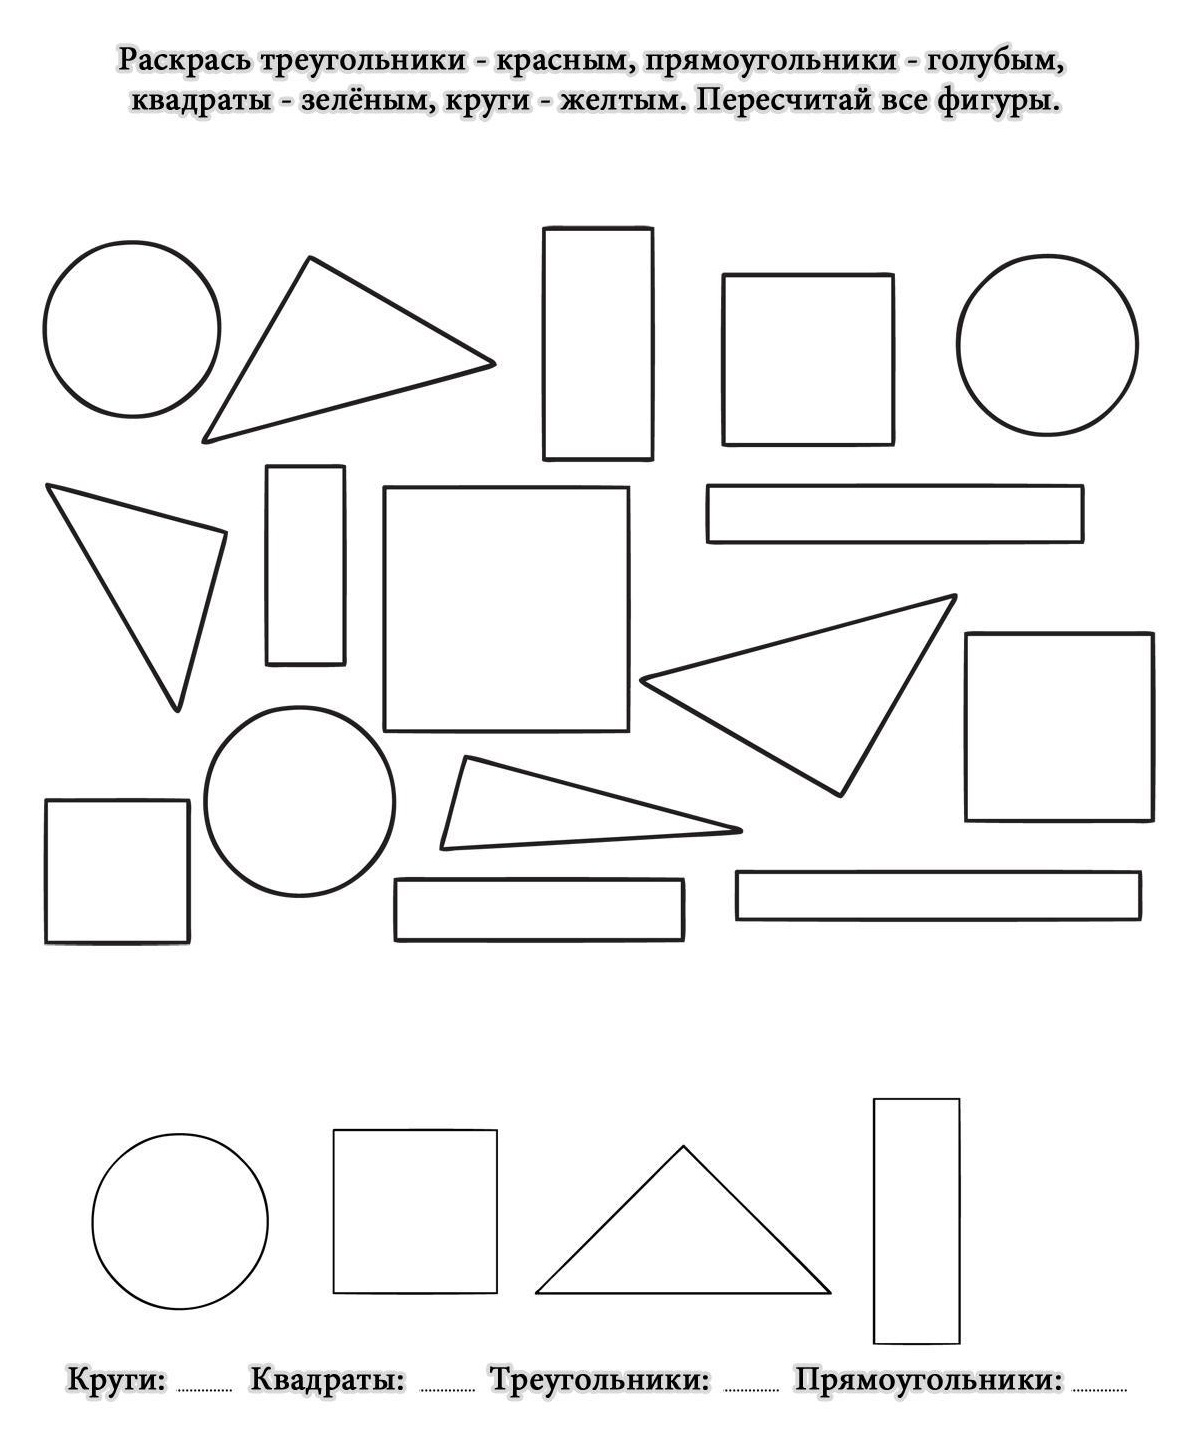 Раскрась треугольники - красным, прямоугольники - голубым,
квадраты - зелёным, круги - желтым. Пересчитай все фигуры.
Круги: ........... Квадраты: ........... Треугольники: ........... Прямоугольники: ...........